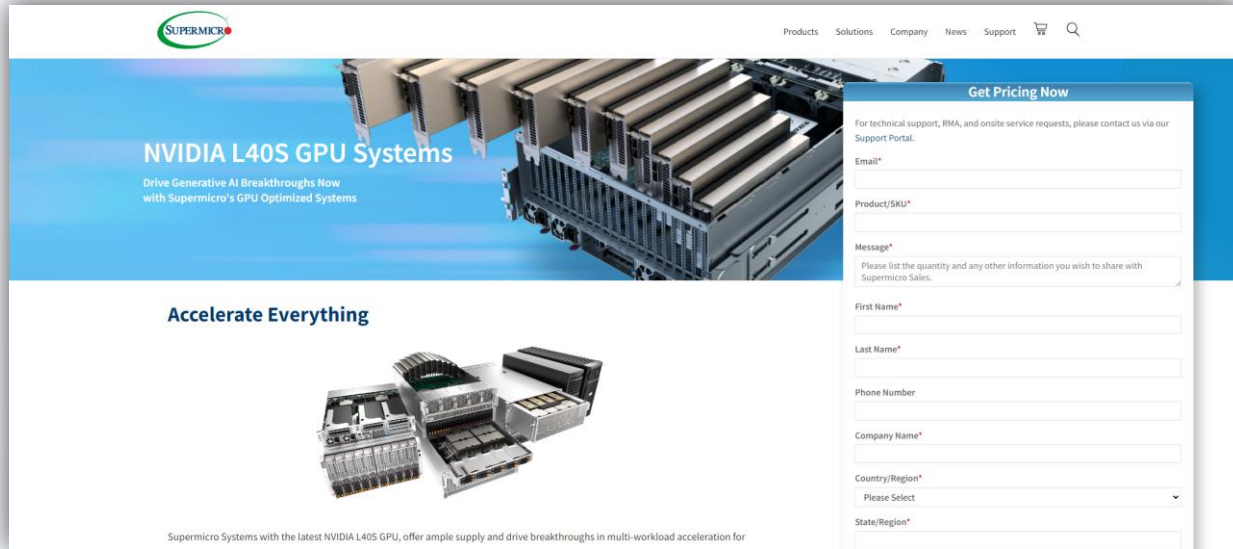 SUPERMICRO
Products Solutions Company News Support
NVIDIA L40S GPU Systems
Drive Generative AI Breakthroughs Now
with Supermicro's GPU Optimized Systems
Accelerate Everything
Supermicro Systems with the latest NVIDIA L40S GPU, offer ample supply and drive breakthroughs in multi-workload acceleration for
Get Pricing Now
For technical support, RMA, and onsite service requests, please contact us via our
Support Portal.
Email*
Product/SKU*
Message*
Please list the quantity and any other information you wish to share with
Supermicro Sales.
First Name*
Last Name*
Phone Number
Company Name*
Country/Region*
Please Select
State/Region*